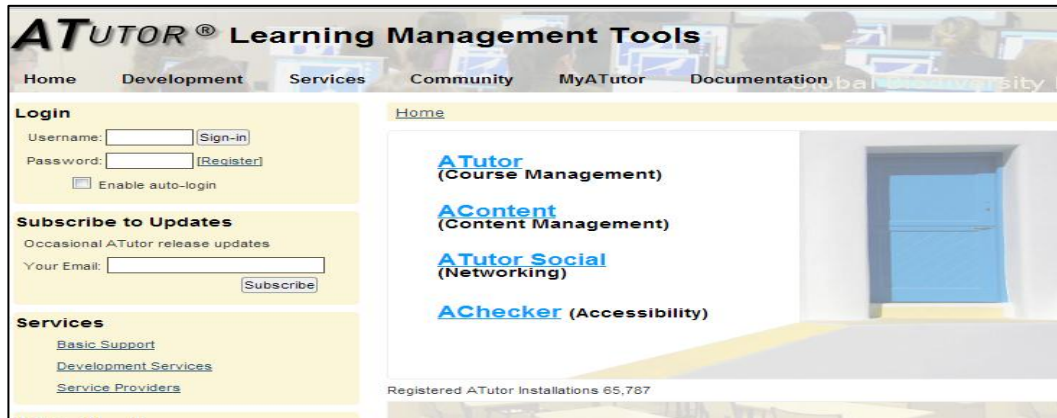 ATUTOR ® Learning Management Tools
Home Development Services Community MyATutor Documentation
Login
Username: Sign-in
Password: [Register]
Enable auto-login
Subscribe to Updates
Occasional ATutor release updates
Your Email:
Subscribe
Services
Basic Support
Development Services
Service Providers
Home
ATutor
(Course Management)
AContent
(Content Management)
ATutor Social
(Networking)
AChecker (Accessibility)
Registered ATutor Installations 65,787